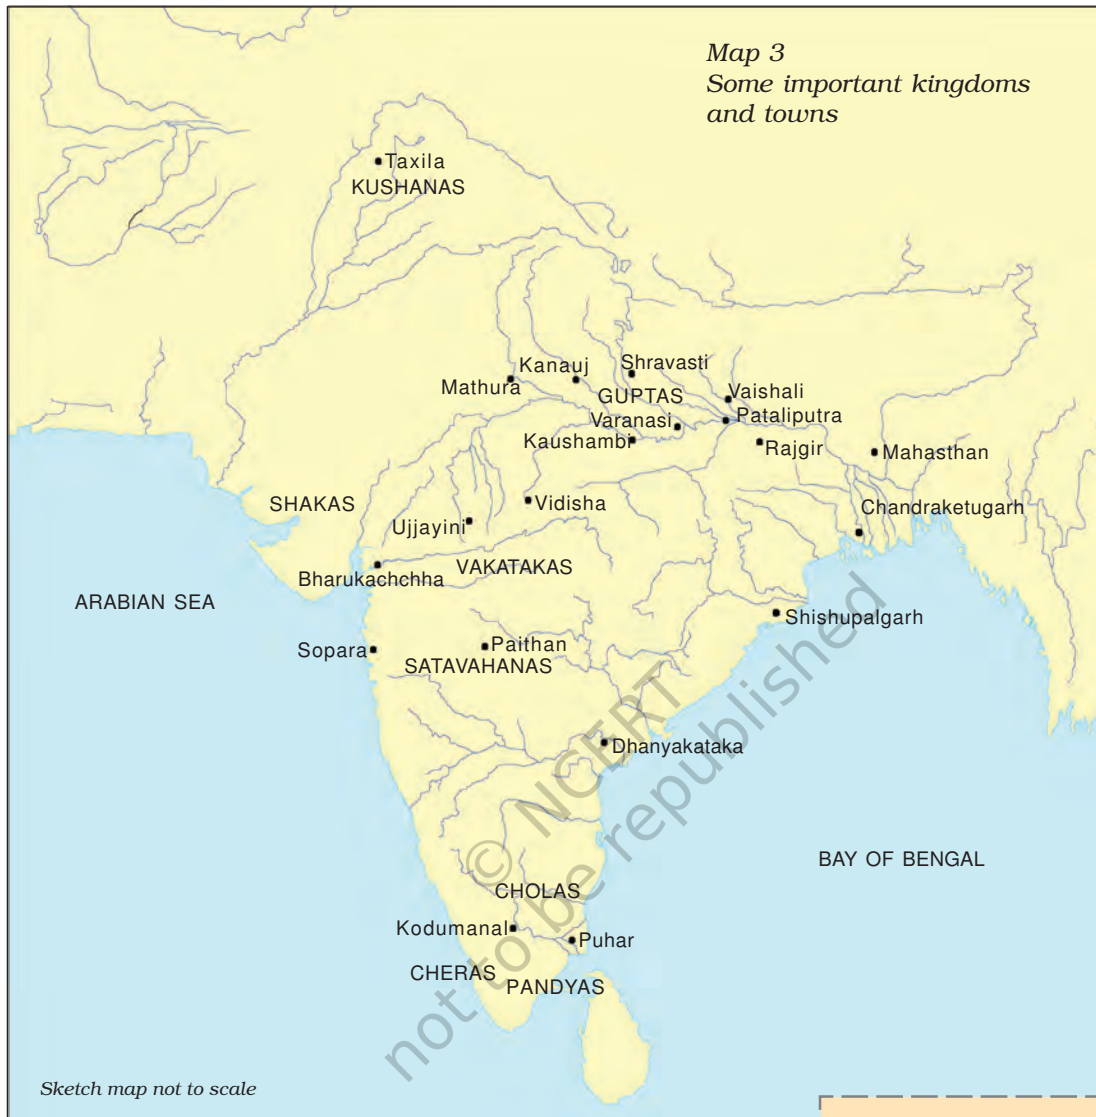 Map 3
Some important kingdoms
and towns
Taxila
KUSHANAS
Shravasti
Kanauj
Mathura
GUPTAS
Vaishali
Varanasi
Pataliputra
Kaushambi
Rajgir
Mahasthan
SHAKAS
Vidisha
Chandraketugarh
Ujjayini
VAKATAKAS
Bharukachchha
ARABIAN SEA
Shishupalgarh
Sopara
Paithan
SATAVAHANAS
Dhanyakataka
© NCERT
not to be republished
BAY OF BENGAL
CHOLAS
Kodumanal
Puhar
CHERAS
PANDYAS
Sketch map not to scale